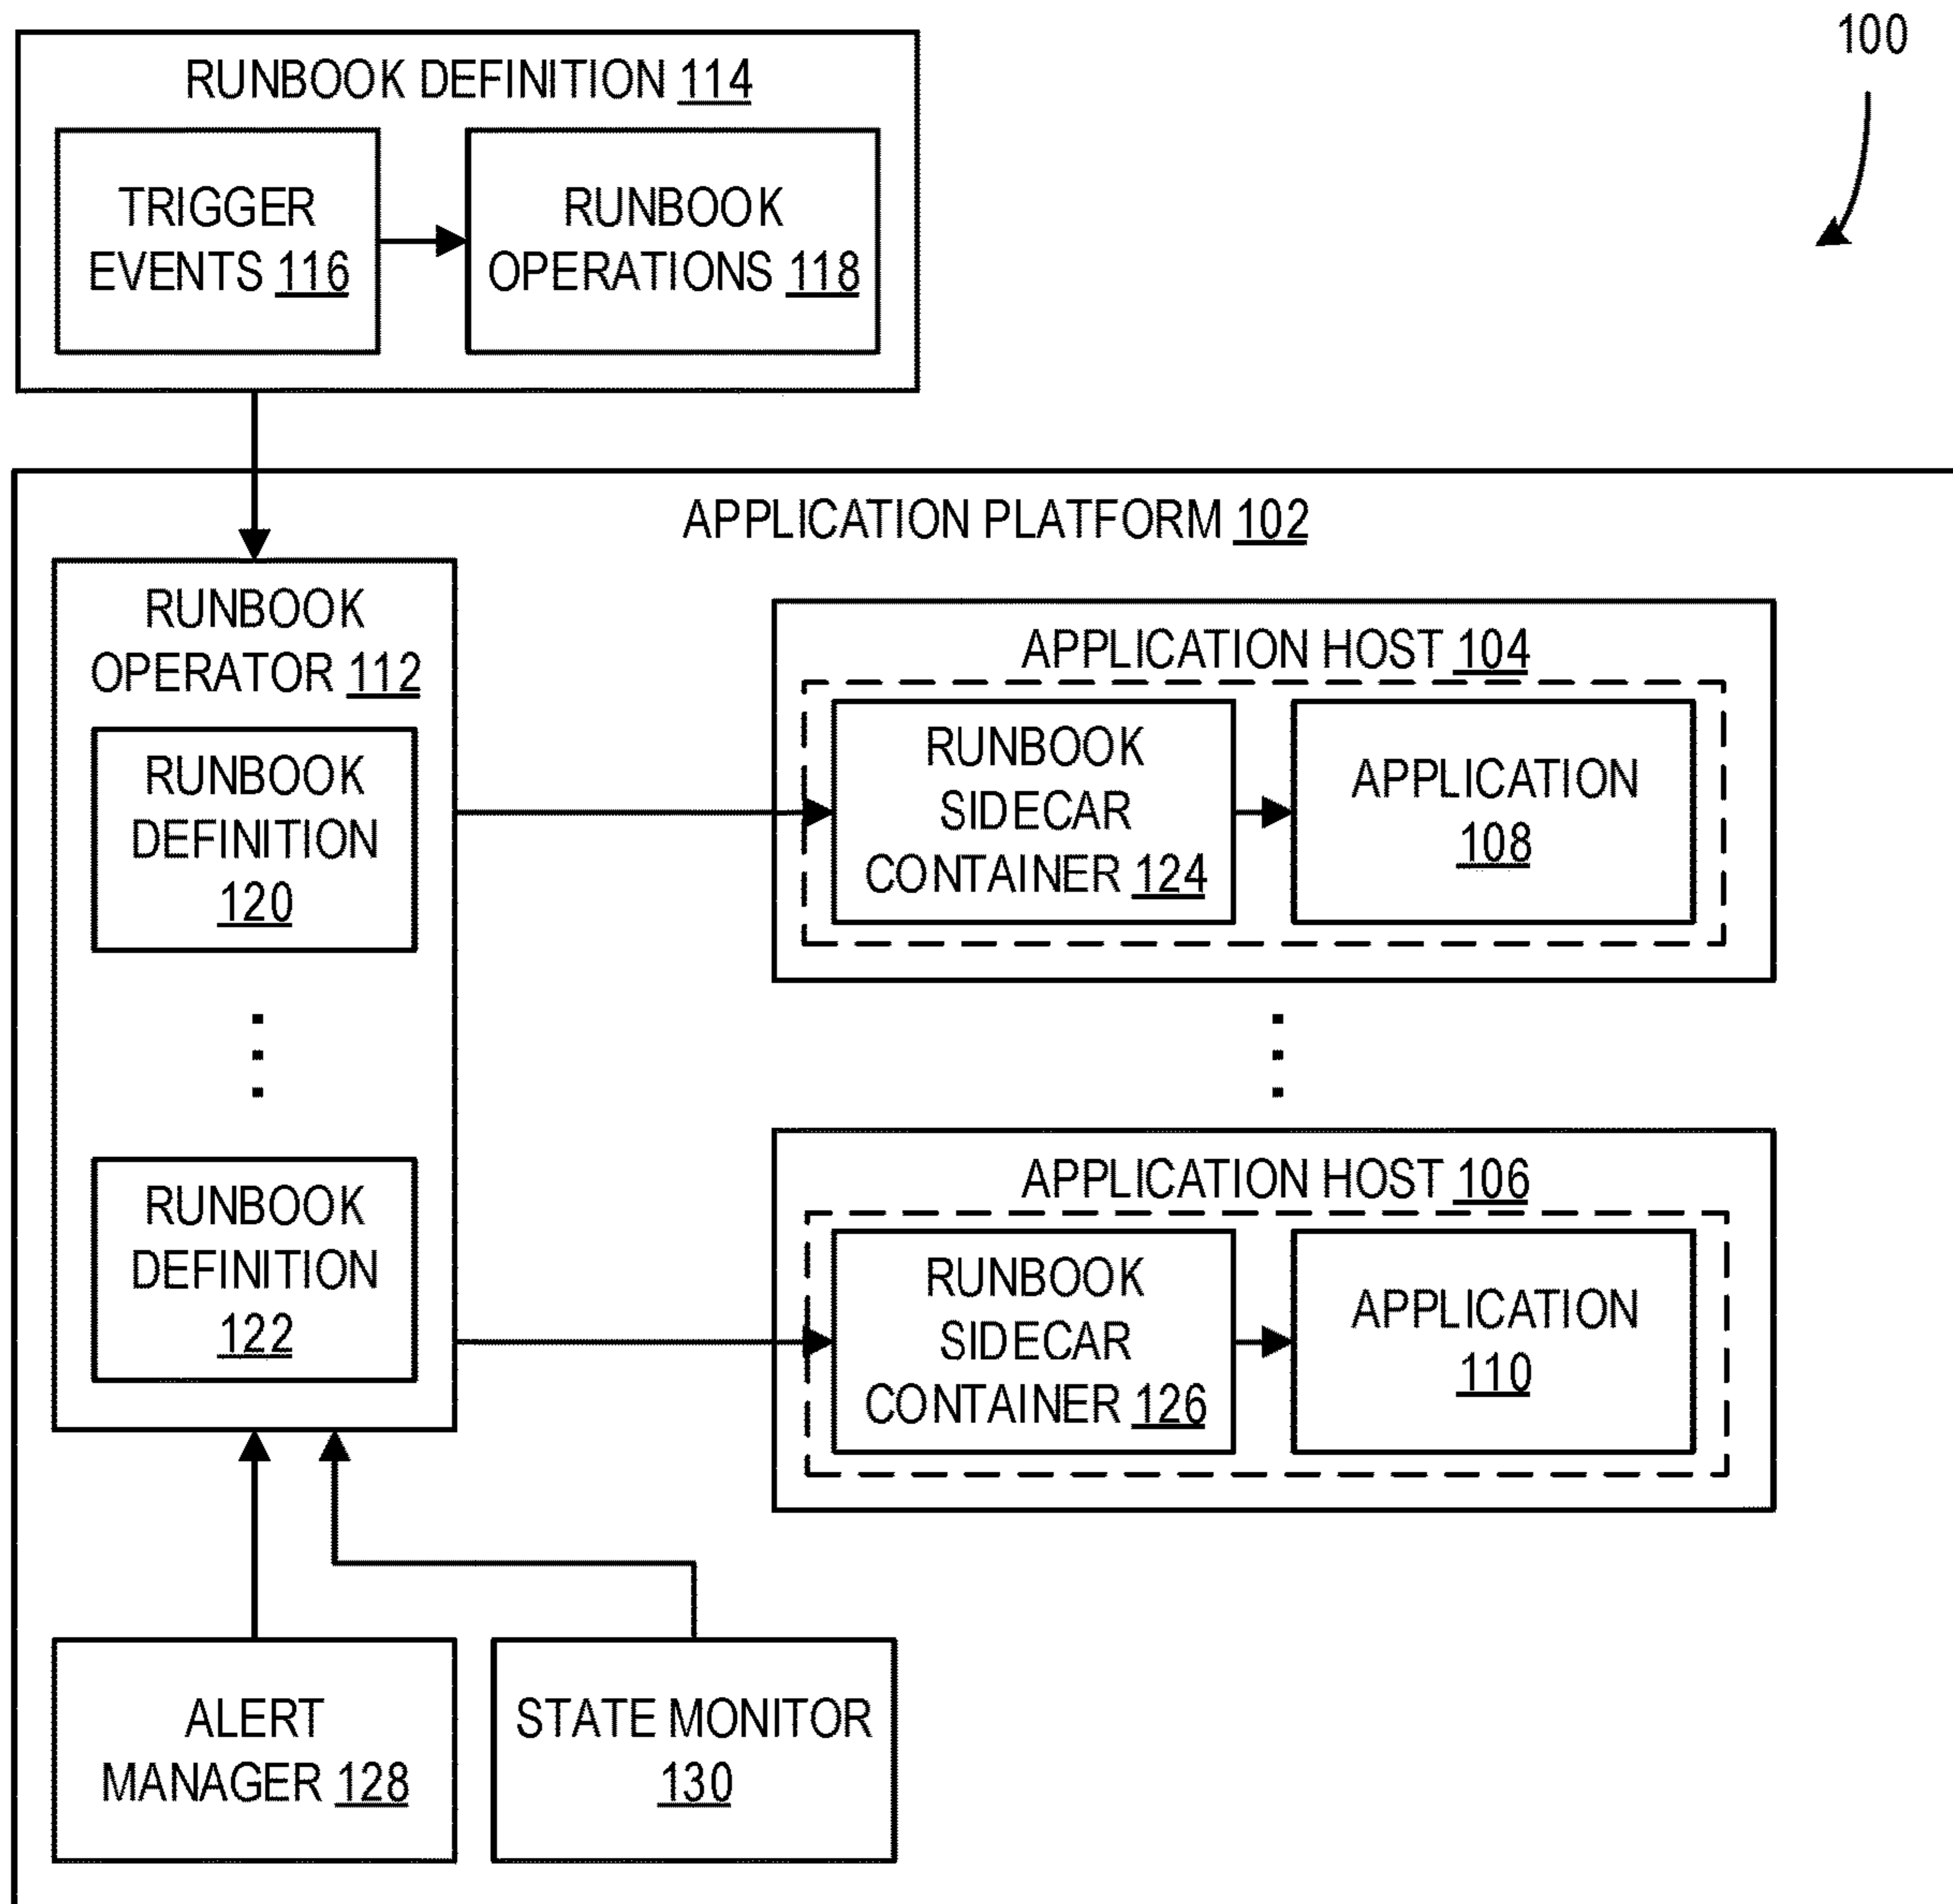 100
RUNBOOK DEFINITION 114
TRIGGER
EVENTS 116
RUNBOOK
OPERATIONS 118
APPLICATION PLATFORM 102
RUNBOOK
OPERATOR 112
RUNBOOK
DEFINITION
120
RUNBOOK
DEFINITION
122
APPLICATION HOST 104
RUNBOOK
SIDECAR
CONTAINER 124
APPLICATION
108
APPLICATION HOST 106
RUNBOOK
SIDECAR
CONTAINER 126
APPLICATION
110
ALERT
MANAGER 128
STATE MONITOR
130